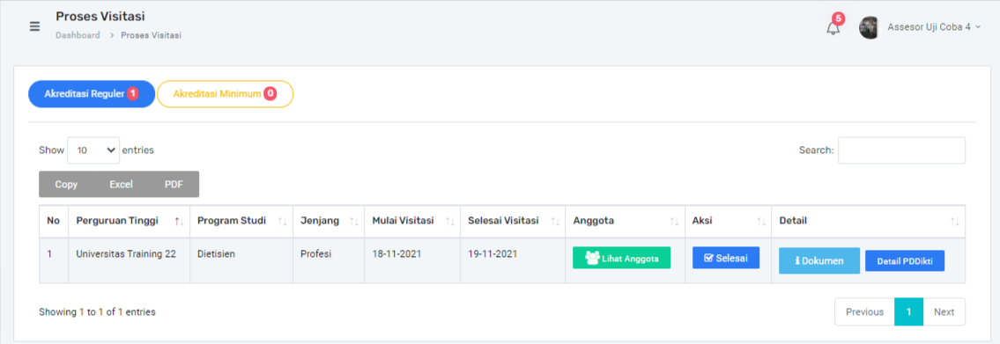 Proses Visitasi
Dashboard > Proses Visitasi
5
Assesor Uji Coba 4
Akreditasi Reguler 1
Akreditasi Minimum 0
Show 10 entries
Search:
Copy Excel PDF
No Perguruan Tinggi Program Studi Jenjang Mulai Visitasi Selesai Visitasi Anggota Aksi Detail
1 Universitas Training 22 Dietisien Profesi 18-11-2021 19-11-2021 Lihat Anggota Selesai Dokumen Detail PDDikti
Showing 1 to 1 of 1 entries
Previous 1 Next